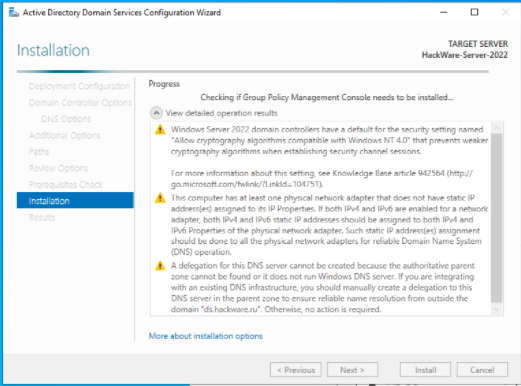 Active Directory Domain Services Configuration Wizard
Installation
TARGET SERVER
HackWare-Server-2022
Deployment Configuration
Domain Controller Options
DNS Options
Additional Options
Paths
Review Options
Prerequisites Check
Installation
Results
Progress
Checking if Group Policy Management Console needs to be installed...
View detailed operation results
Windows Server 2022 domain controllers have a default for the security setting named
"Allow cryptography algorithms compatible with Windows NT 4.0" that prevents weaker
cryptography algorithms when establishing security channel sessions.
For more information about this setting, see Knowledge Base article 942564 (http://
go.microsoft.com/fwlink/?LinkId=104751).
This computer has at least one physical network adapter that does not have static IP
address(es) assigned to its IP Properties. If both IPv4 and IPv6 are enabled for a network
adapter, both IPv4 and IPv6 static IP addresses should be assigned to both IPv4 and
IPv6 Properties of the physical network adapter. Such static IP address(es) assignment
should be done to all the physical network adapters for reliable Domain Name System
(DNS) operation.
A delegation for this DNS server cannot be created because the authoritative parent
zone cannot be found or it does not run Windows DNS server. If you are integrating
with an existing DNS infrastructure, you should manually create a delegation to this
DNS server in the parent zone to ensure reliable name resolution from outside the
domain "ds.hackware.ru". Otherwise, no action is required.
More about installation options
< Previous
Next >
Install
Cancel